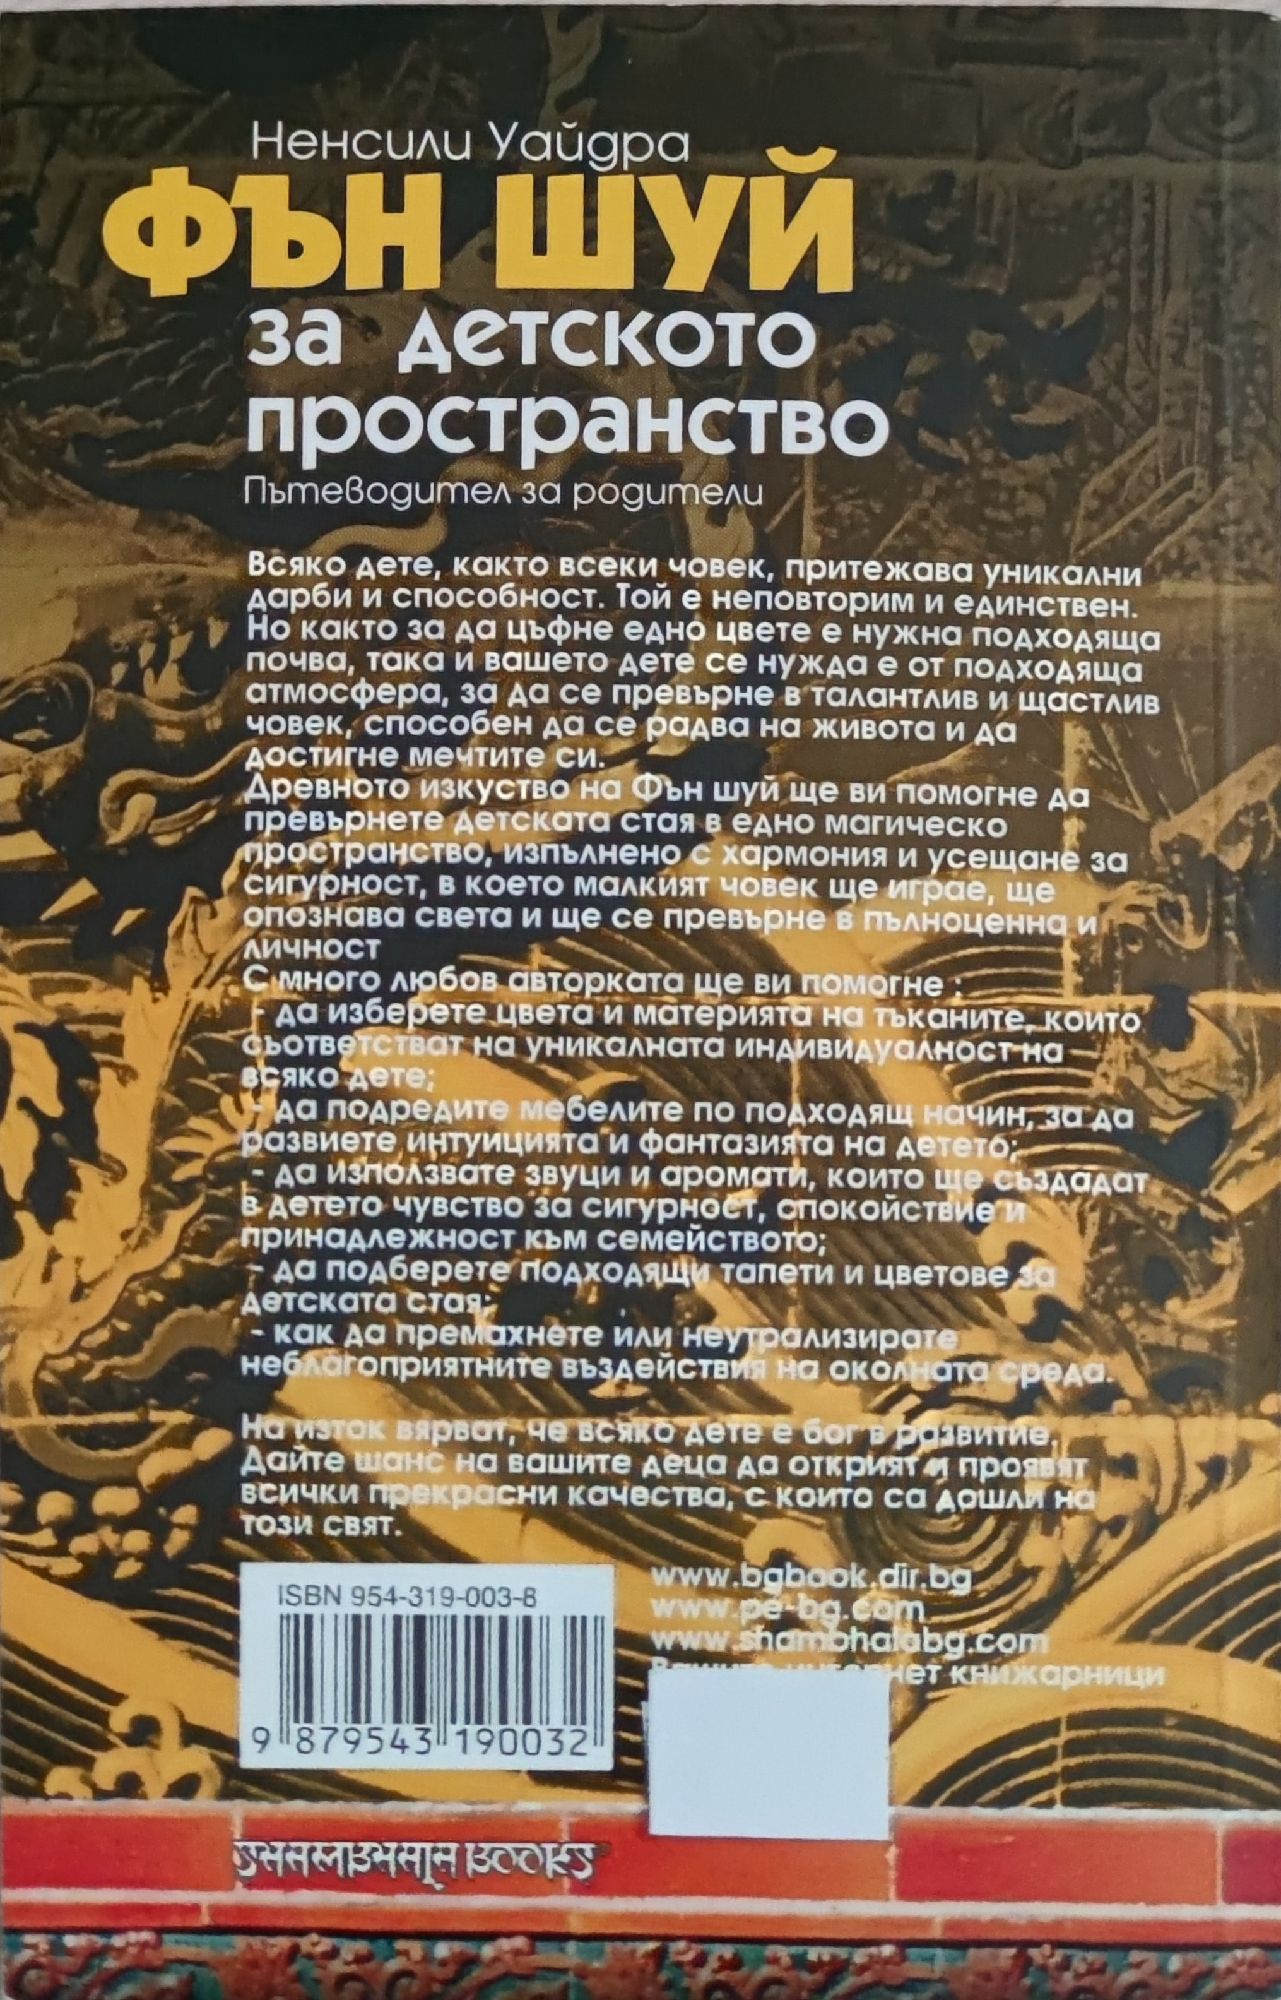 Ненсили Уайдра
ФЪН ШУЙ
за детското
пространство
Пътеводител за родители
Всяко дете, както всеки човек, притежава уникални
дарби и способност. Той е неповторим и единствен.
Но както за да цъфне едно цвете е нужна подходяща
почва, така и вашето дете се нужда е от подходяща
атмосфера, за да се превърне в талантлив и щастлив
човек, способен да се радва на живота и да
достигне мечтите си.
Древното изкуство на Фън шуй ще ви помогне да
превърнете детската стая в едно магическо
пространство, изпълнено с хармония и усещане за
сигурност, в което малкият човек ще играе, ще
опознава света и ще се превърне в пълноценна и
личност
С много любов авторката ще ви помогне :
- да изберете цвета и материята на тъканите, които
съответстват на уникалната индивидуалност на
всяко дете;
- да подредите мебелите по подходящ начин, за да
развиете интуицията и фантазията на детето;
- да използвате звуци и аромати, които ще създадат
в детето чувство за сигурност, спокойствие и
принадлежност към семейството;
- да подберете подходящи тапети и цветове за
детската стая;
- как да премахнете или неутрализирате
неблагоприятните въздействия на околната среда.
На изток вярват, че всяко дете е бог в развитие.
Дайте шанс на вашите деца да открият и проявят
всички прекрасни качества, с които са дошли на
този свят.
ISBN 954-319-003-8
9 879543 190032
www.bgbook.dir.bg
www.pe-bg.com
www.shambhalabg.com
Вашите интернет книжарници
SHAMBHALA BOOKS